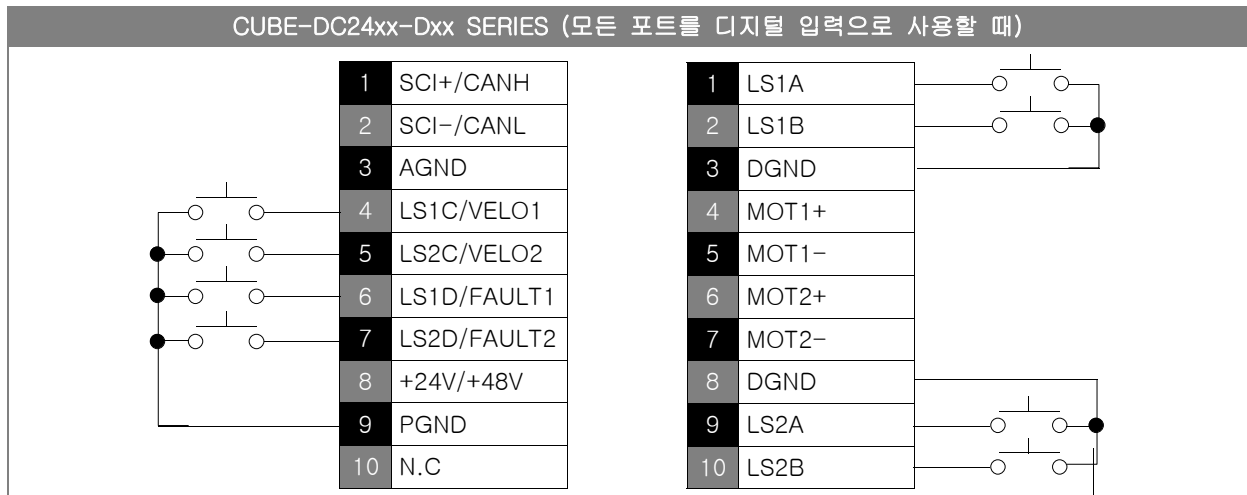 CUBE-DC24xx-Dxx SERIES (모든 포트를 디지털 입력으로 사용할 때)
1 SCI+/CANH
2 SCI-/CANL
3 AGND
4 LS1C/VELO1
5 LS2C/VELO2
6 LS1D/FAULT1
7 LS2D/FAULT2
8 +24V/+48V
9 PGND
10 N.C
1 LS1A
2 LS1B
3 DGND
4 MOT1+
5 MOT1-
6 MOT2+
7 MOT2-
8 DGND
9 LS2A
10 LS2B